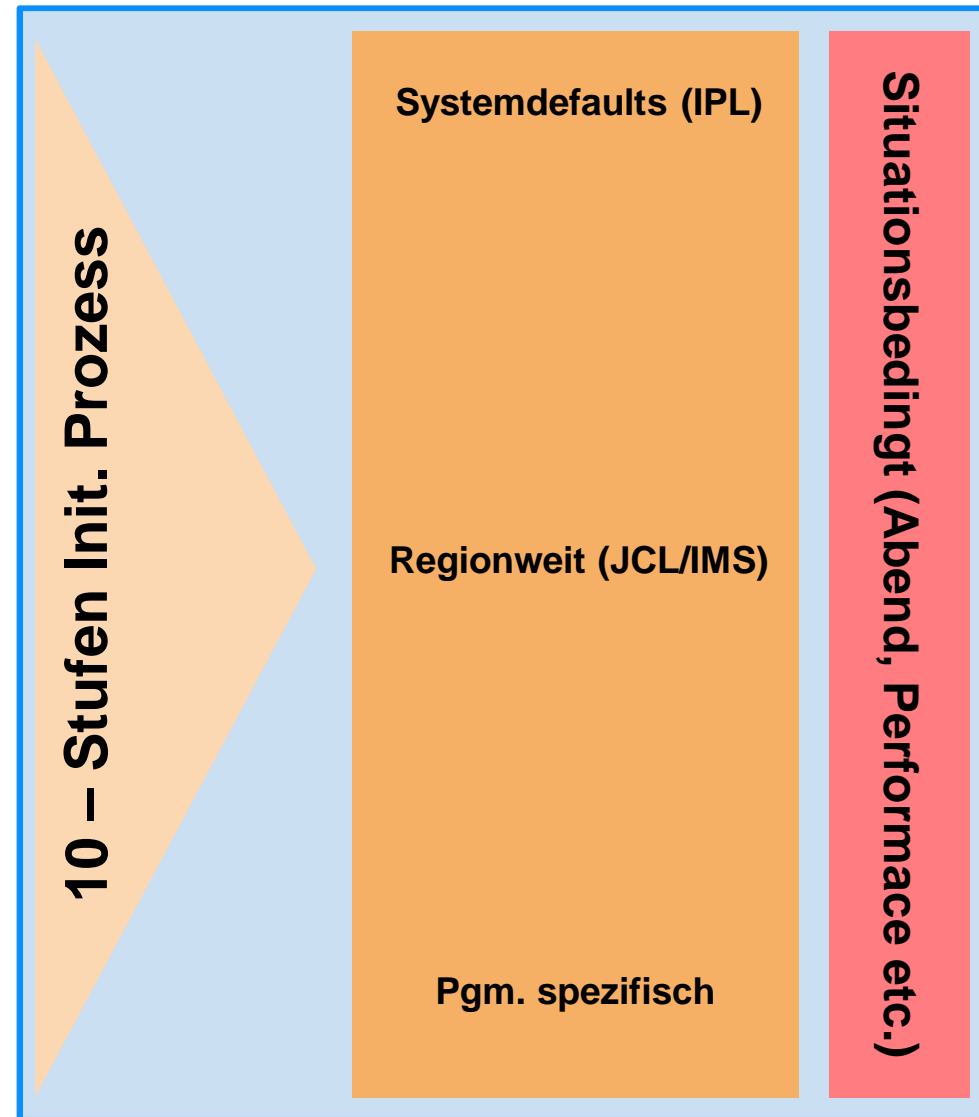 10 – Stufen Init. Prozess
Systemdefaults (IPL)
Regionweit (JCL/IMS)
Pgm. spezifisch
Situationsbedingt (Abend, Performace etc.)